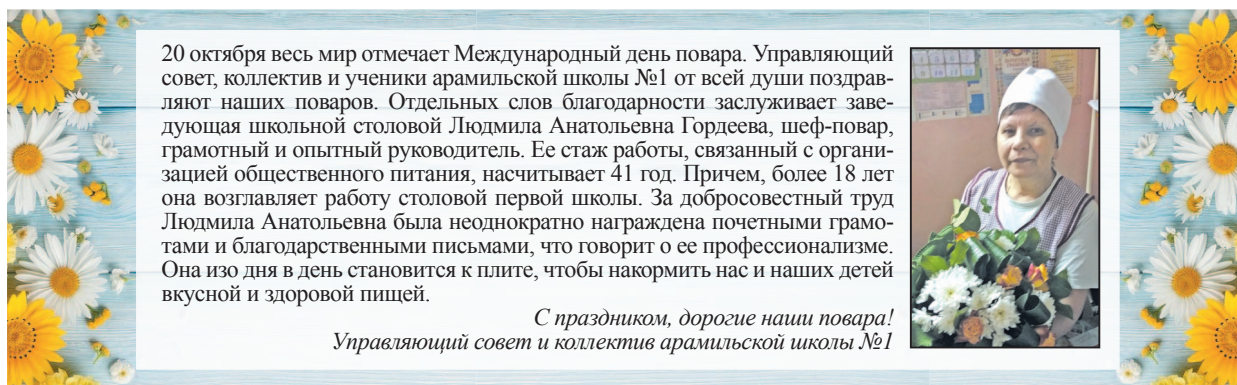 20 октября весь мир отмечает Международный день повара. Управляющий
совет, коллектив и ученики арамильской школы №1 от всей души поздрав-
ляют наших поваров. Отдельных слов благодарности заслуживает заве-
дующая школьной столовой Людмила Анатольевна Гордеева, шеф-повар,
грамотный и опытный руководитель. Ее стаж работы, связанный с органи-
зацией общественного питания, насчитывает 41 год. Причем, более 18 лет
она возглавляет работу столовой первой школы. За добросовестный труд
Людмила Анатольевна была неоднократно награждена почетными грамо-
тами и благодарственными письмами, что говорит о ее профессионализме.
Она изо дня в день становится к плите, чтобы накормить нас и наших детей
вкусной и здоровой пищей.
С праздником, дорогие наши повара!
Управляющий совет и коллектив арамильской школы №1